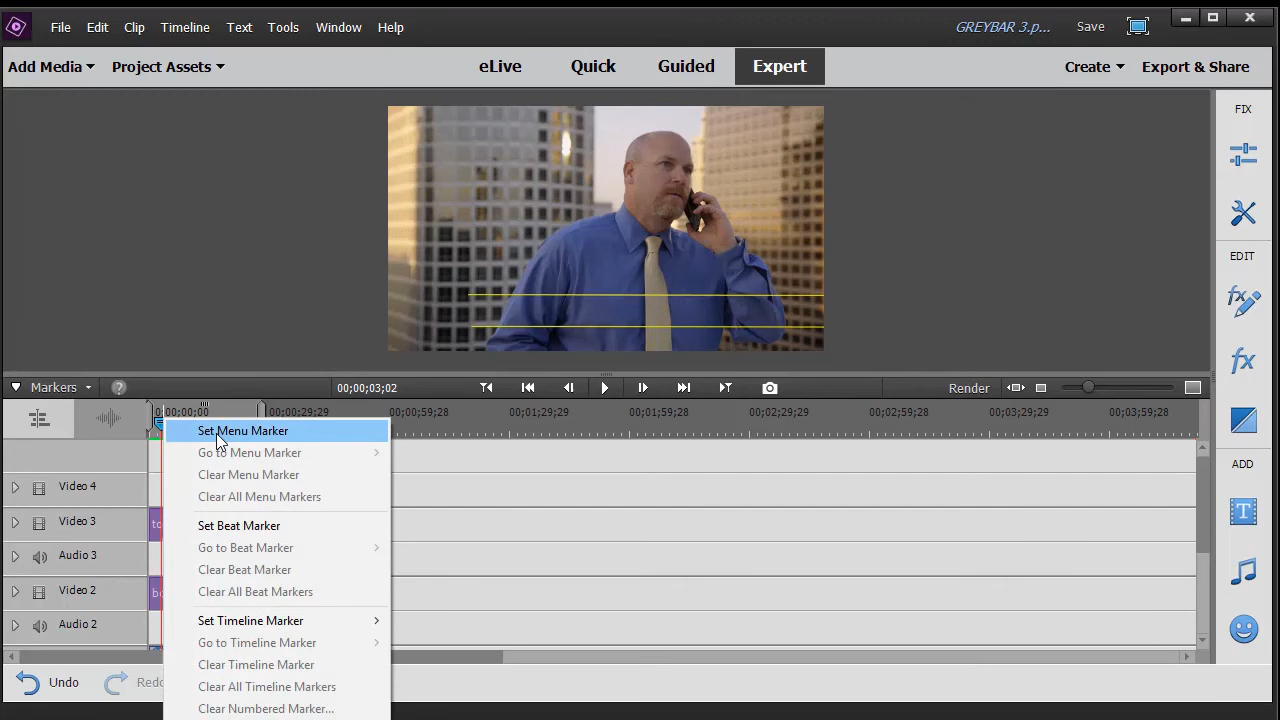 File Edit Clip Timeline Text Tools Window Help GREYBAR 3.p... Save
Add Media Project Assets eLive Quick Guided Expert Create Export & Share
FIX
EDIT
ADD
Markers ? 00;00;03;02 Render
0;00;00;00 00;00;29;29 00;00;59;28 00;01;29;29 00;01;59;28 00;02;29;29 00;02;59;28 00;03;29;29 00;03;59;28
Set Menu Marker
Go to Menu Marker
Clear Menu Marker
Clear All Menu Markers
Set Beat Marker
Go to Beat Marker
Clear Beat Marker
Clear All Beat Markers
Set Timeline Marker
Go to Timeline Marker
Clear Timeline Marker
Clear All Timeline Markers
Clear Numbered Marker...
Video 4
Video 3 to
Audio 3
Video 2 bo
Audio 2
Undo Redo